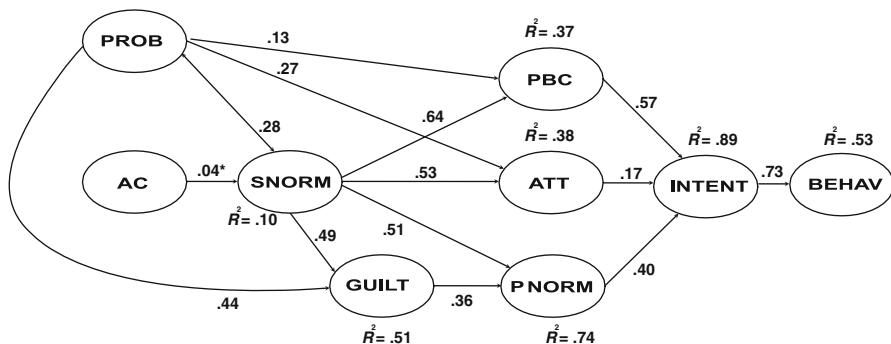 PROB
.13
R² = .37
PBC
.27
.57
.28
.64
R² = .38
R² = .89
R² = .53
AC
.04*
SNORM
.53
ATT
.17
INTENT
.73
BEHAV
R² = .10
.49
.51
.40
.44
GUILT
.36
PNORM
R² = .51
R² = .74